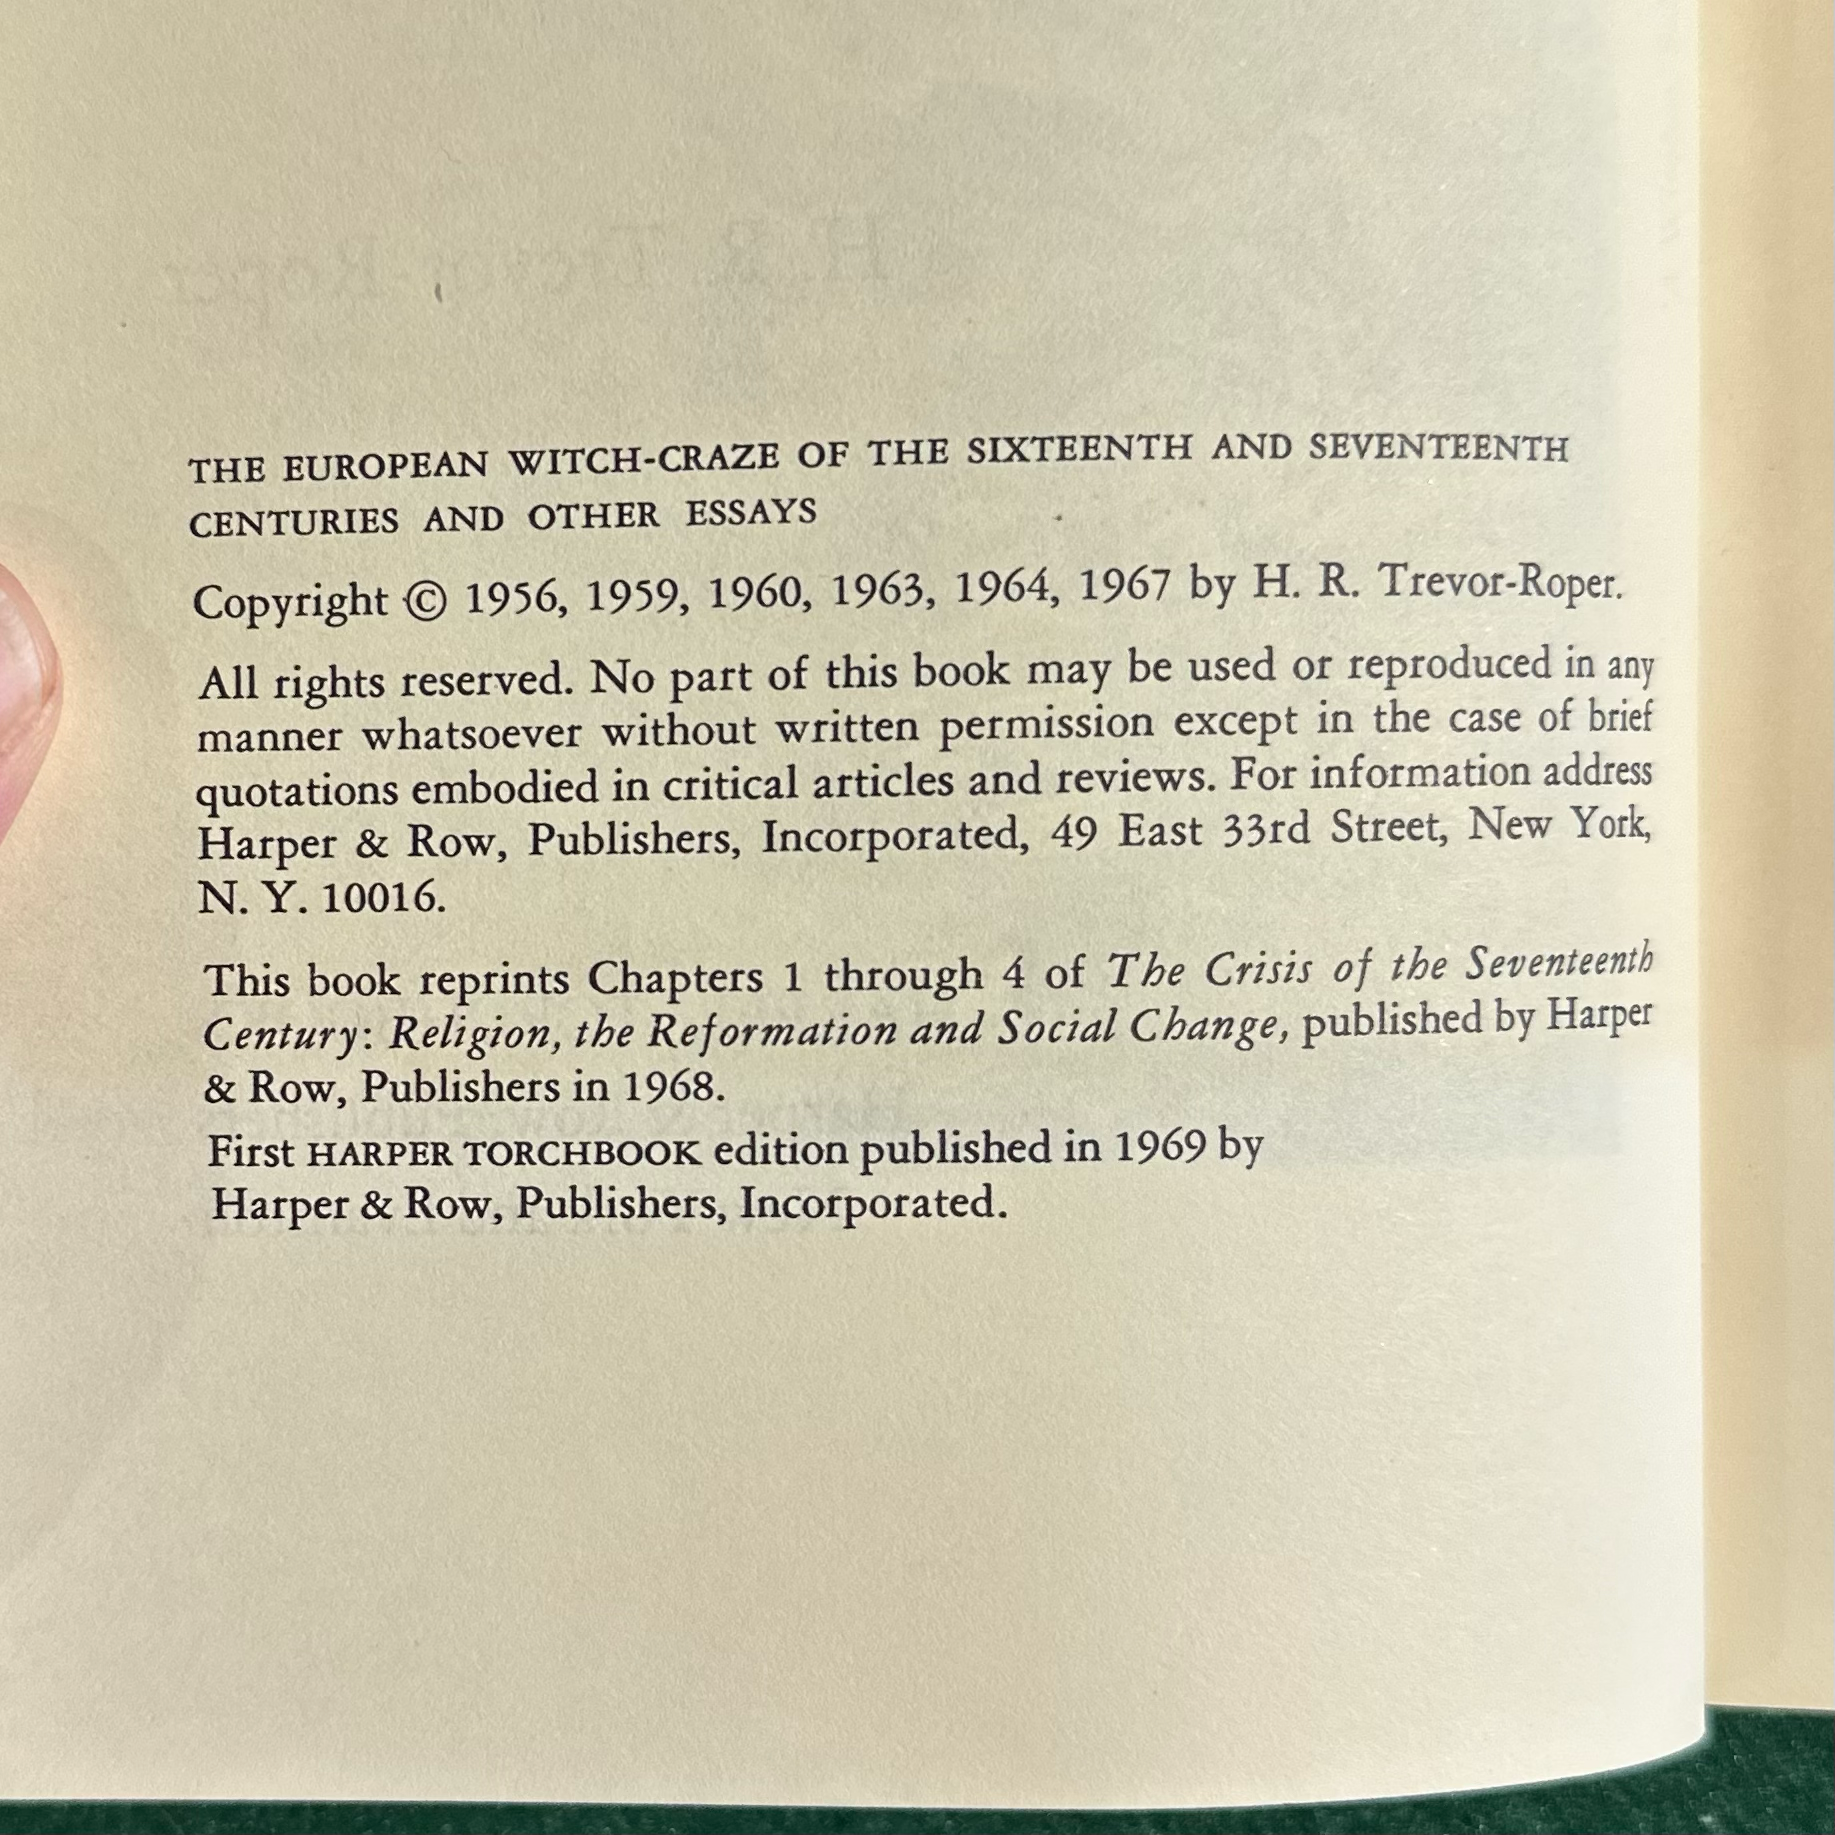 THE EUROPEAN WITCH-CRAZE OF THE SIXTEENTH AND SEVENTEENTH
CENTURIES AND OTHER ESSAYS
Copyright © 1956, 1959, 1960, 1963, 1964, 1967 by H. R. Trevor-Roper.
All rights reserved. No part of this book may be used or reproduced in any
manner whatsoever without written permission except in the case of brief
quotations embodied in critical articles and reviews. For information address
Harper & Row, Publishers, Incorporated, 49 East 33rd Street, New York,
N. Y. 10016.
This book reprints Chapters 1 through 4 of The Crisis of the Seventeenth
Century: Religion, the Reformation and Social Change, published by Harper
& Row, Publishers in 1968.
First HARPER TORCHBOOK edition published in 1969 by
Harper & Row, Publishers, Incorporated.